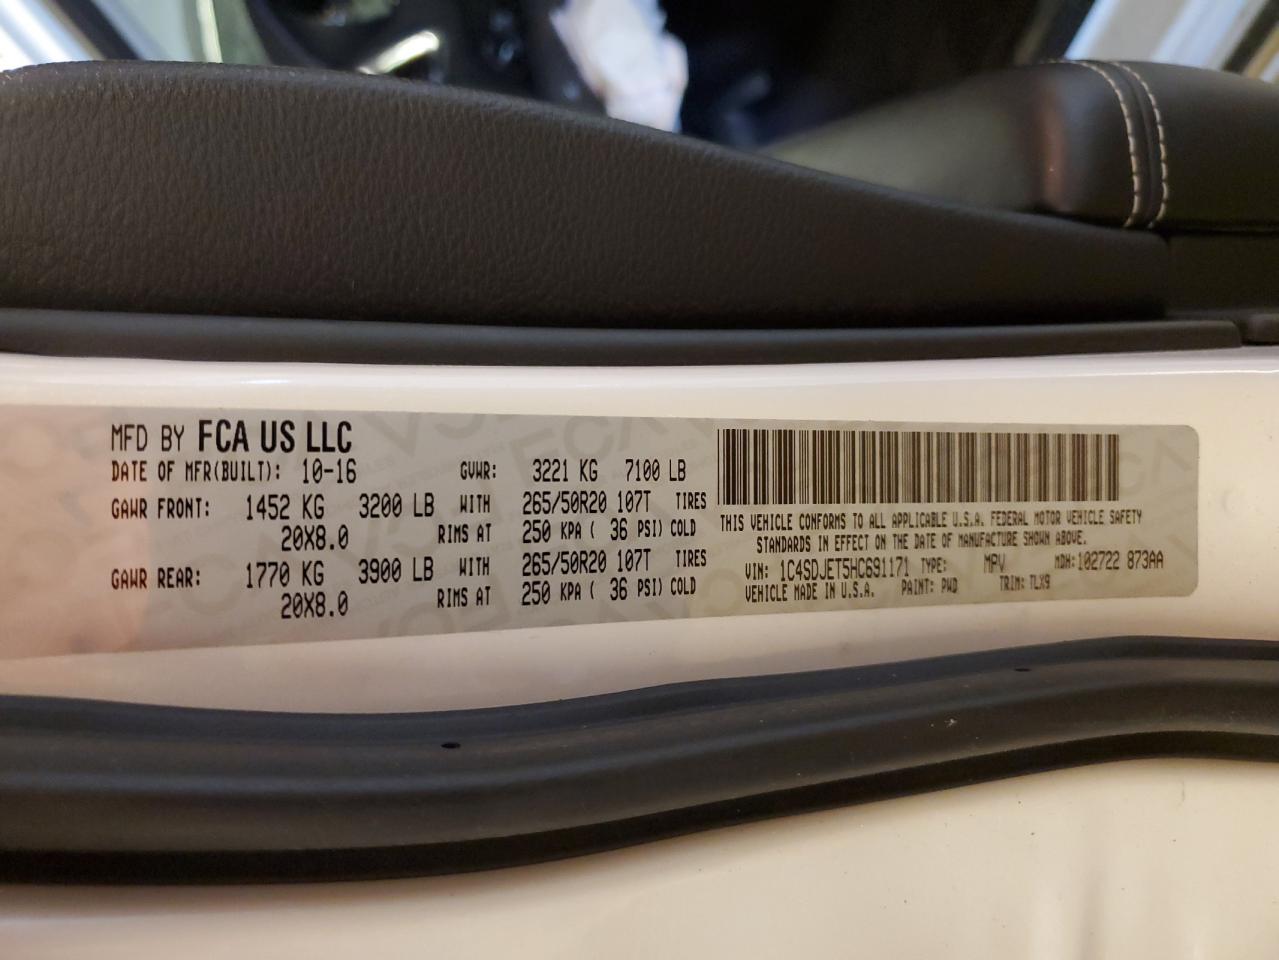 MFD BY FCA US LLC
DATE OF MFR(BUILT): 10-16 GVWR: 3221 KG 7100 LB
GAWR FRONT: 1452 KG 3200 LB WITH 265/50R20 107T TIRES
20X8.0 RIMS AT 250 KPA ( 36 PSI) COLD
GAWR REAR: 1770 KG 3900 LB WITH 265/50R20 107T TIRES
20X8.0 RIMS AT 250 KPA ( 36 PSI) COLD
THIS VEHICLE CONFORMS TO ALL APPLICABLE U.S.A. FEDERAL MOTOR VEHICLE SAFETY
STANDARDS IN EFFECT ON THE DATE OF MANUFACTURE SHOWN ABOVE.
VIN: 1C4SDJET5HC691171 TYPE: MPV MDH: 102722 873AA
VEHICLE MADE IN U.S.A. PAINT: PWD TRIM: TLX9